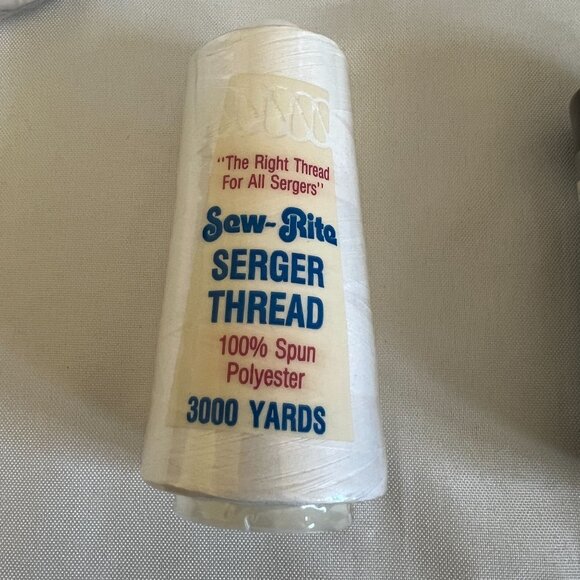 "The Right Thread
For All Sergers"
Sew-Rite
SERGER
THREAD
100% Spun
Polyester
3000 YARDS